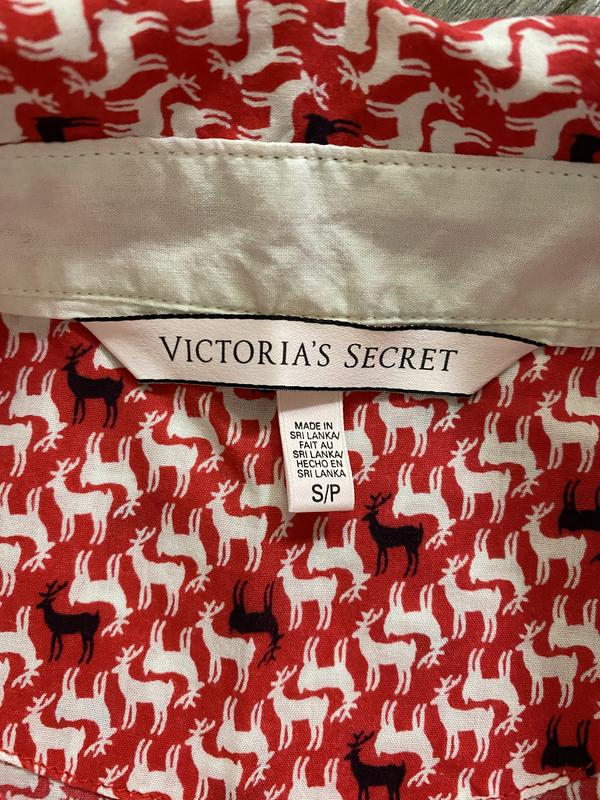 VICTORIA'S SECRET
MADE IN
SRI LANKA/
FAIT AU
SRI LANKA/
HECHO EN
SRI LANKA
S/P